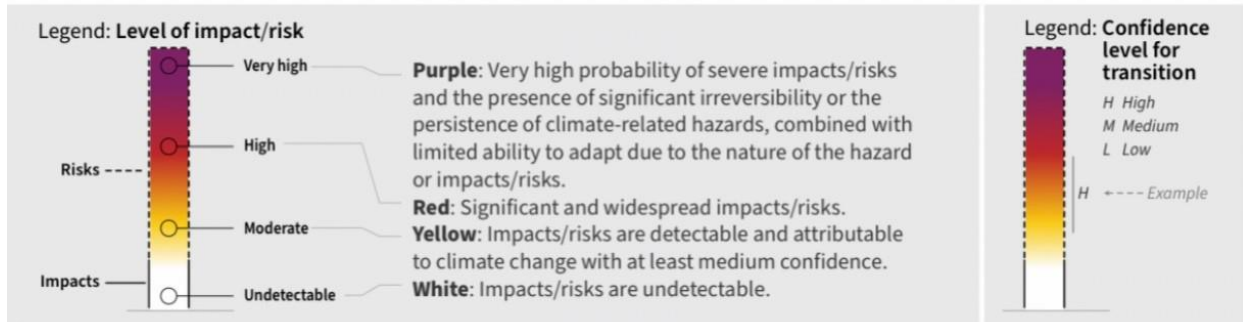 Legend: Level of impact/risk
Very high
High
Risks
Moderate
Impacts
Undetectable
Purple: Very high probability of severe impacts/risks
and the presence of significant irreversibility or the
persistence of climate-related hazards, combined with
limited ability to adapt due to the nature of the hazard
or impacts/risks.
Red: Significant and widespread impacts/risks.
Yellow: Impacts/risks are detectable and attributable
to climate change with at least medium confidence.
White: Impacts/risks are undetectable.
Legend: Confidence
level for
transition
H High
M Medium
L Low
H
Example